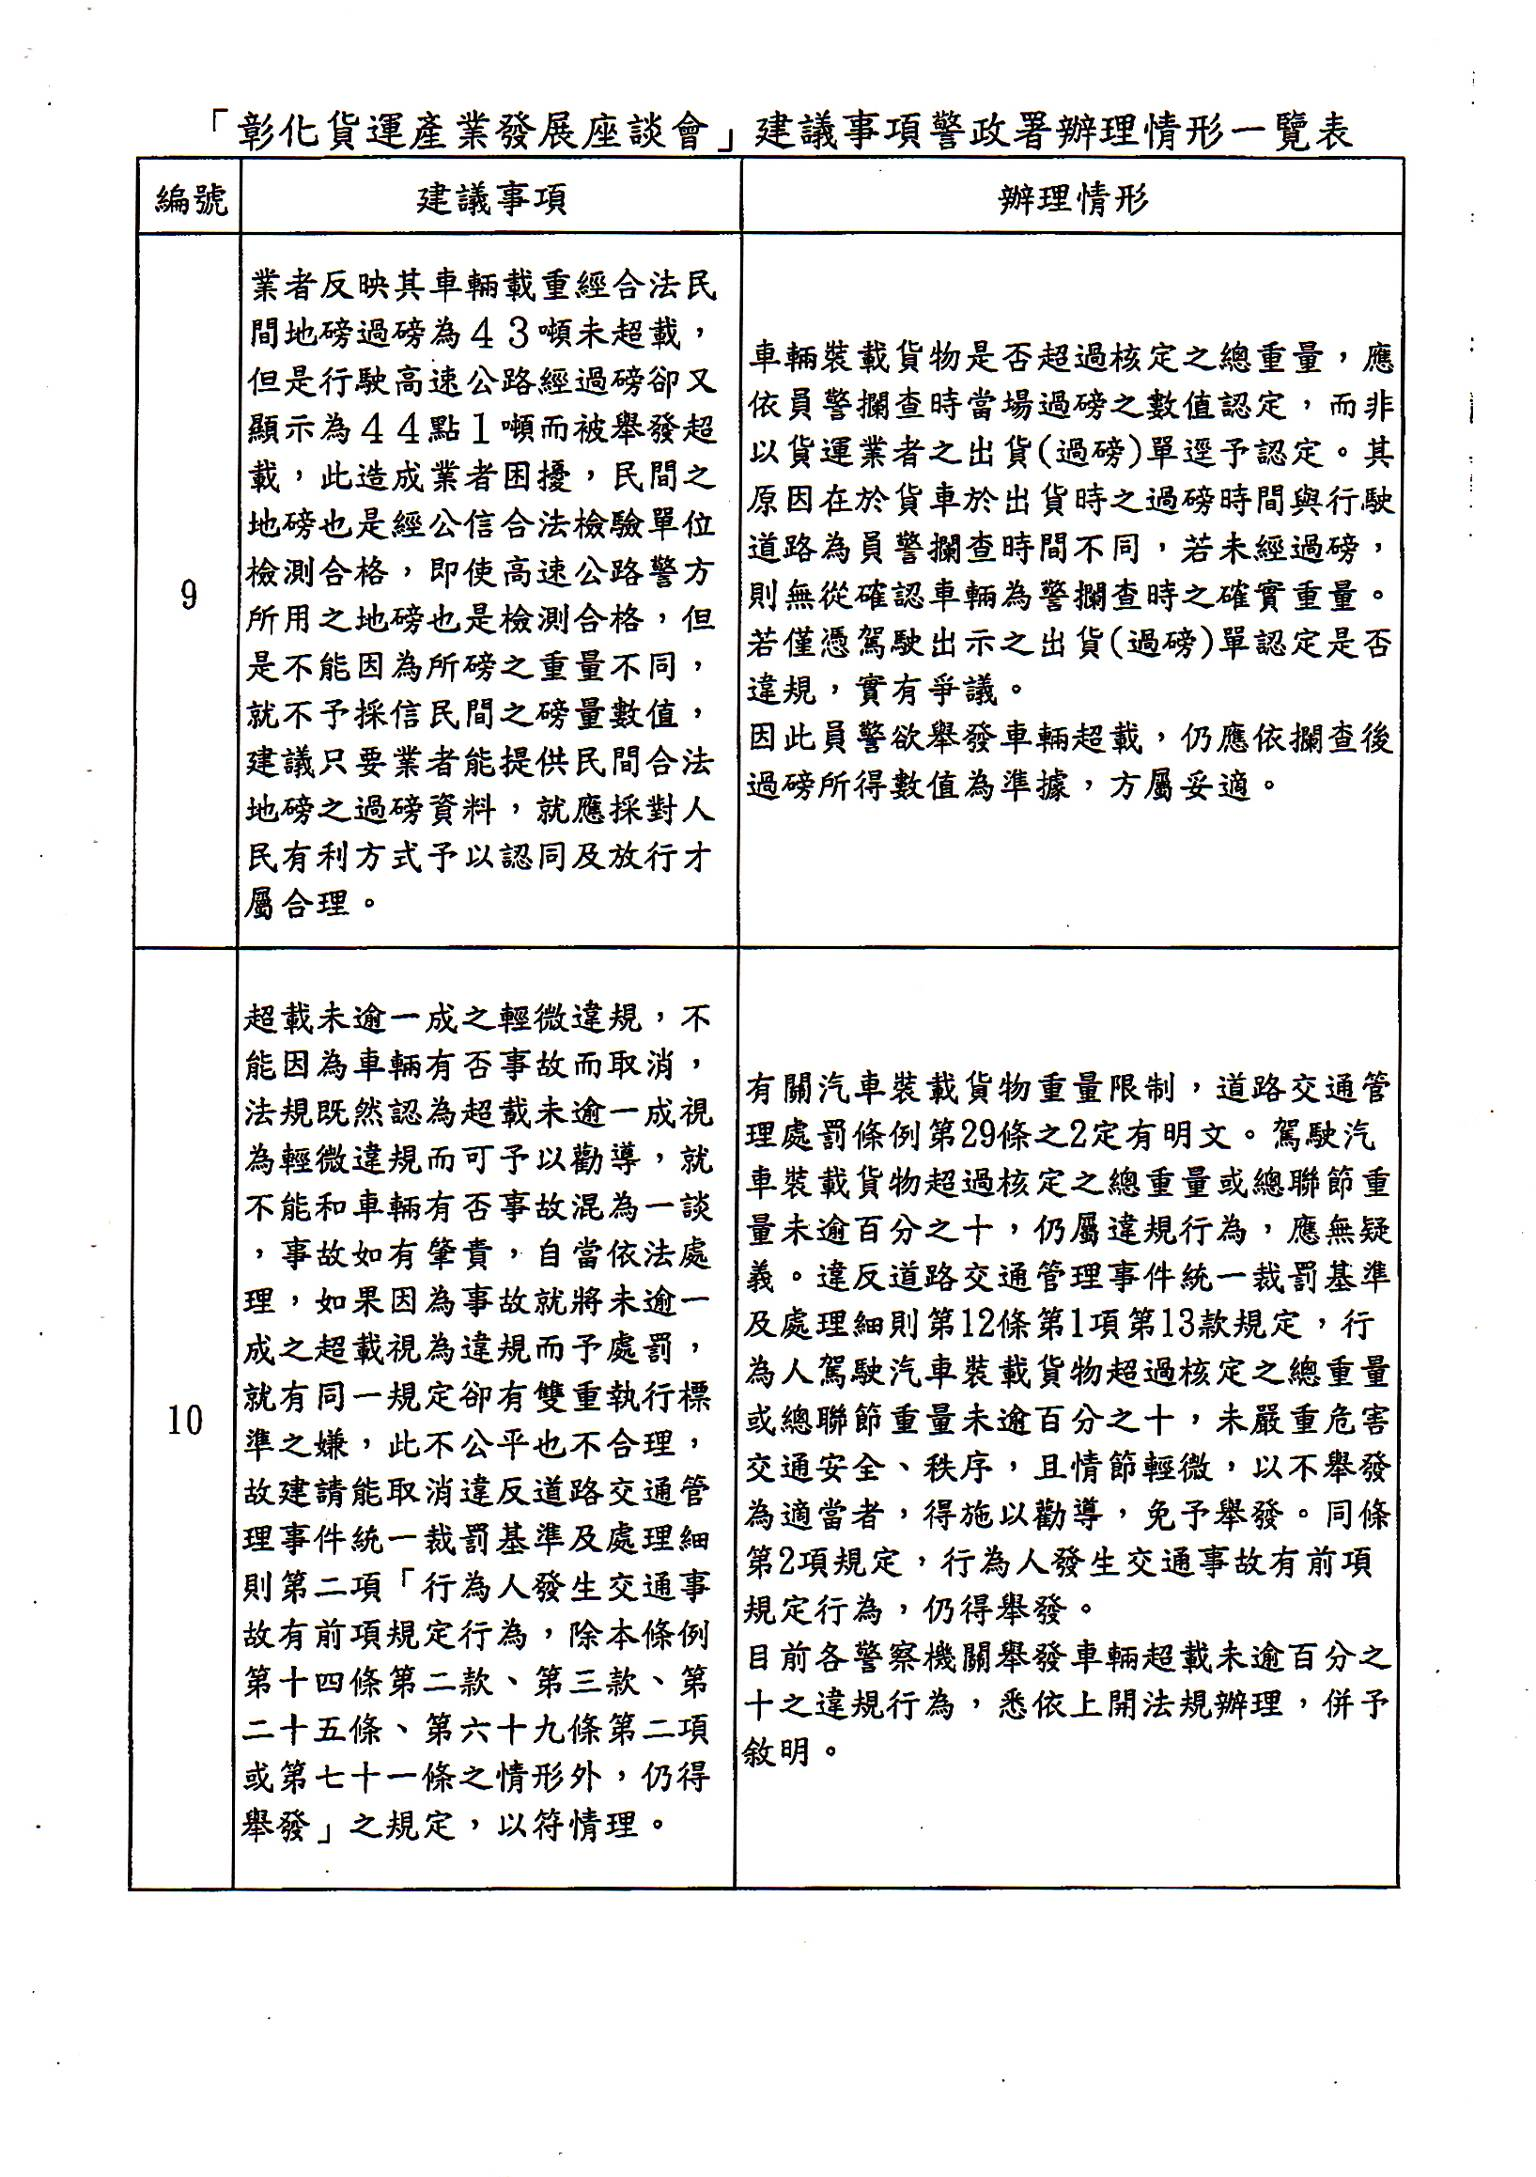 「彰化貨運產業發展座談會」建議事項警政署辦理情形一覽表
編號
建議事項
辦理情形
9
業者反映其車輛載重經合法民
間地磅過磅為４３噸未超載，
但是行駛高速公路經過磅卻又
顯示為４４點１噸而被舉發超
載，此造成業者困擾，民間之
地磅也是經公信合法檢驗單位
檢測合格，即使高速公路警方
所用之地磅也是檢測合格，但
是不能因為所磅之重量不同，
就不予採信民間之磅量數值，
建議只要業者能提供民間合法
地磅之過磅資料，就應採對人
民有利方式予以認同及放行才
屬合理。
車輛裝載貨物是否超過核定之總重量，應
依員警攔查時當場過磅之數值認定，而非
以貨運業者之出貨(過磅)單逕予認定。其
原因在於貨車於出貨時之過磅時間與行駛
道路為員警攔查時間不同，若未經過磅，
則無從確認車輛為警攔查時之確實重量。
若僅憑駕駛出示之出貨(過磅)單認定是否
違規，實有爭議。
因此員警欲舉發車輛超載，仍應依攔查後
過磅所得數值為準據，方屬妥適。
10
超載未逾一成之輕微違規，不
能因為車輛有否事故而取消，
法規既然認為超載未逾一成視
為輕微違規而可予以勸導，就
不能和車輛有否事故混為一談
，事故如有肇責，自當依法處
理，如果因為事故就將未逾一
成之超載視為違規而予處罰，
就有同一規定卻有雙重執行標
準之嫌，此不公平也不合理，
故建請能取消違反道路交通管
理事件統一裁罰基準及處理細
則第二項「行為人發生交通事
故有前項規定行為，除本條例
第十四條第二款、第三款、第
二十五條、第六十九條第二項
或第七十一條之情形外，仍得
舉發」之規定，以符情理。
有關汽車裝載貨物重量限制，道路交通管
理處罰條例第29條之2定有明文。駕駛汽
車裝載貨物超過核定之總重量或總聯節重
量未逾百分之十，仍屬違規行為，應無疑
義。違反道路交通管理事件統一裁罰基準
及處理細則第12條第1項第13款規定，行
為人駕駛汽車裝載貨物超過核定之總重量
或總聯節重量未逾百分之十，未嚴重危害
交通安全、秩序，且情節輕微，以不舉發
為適當者，得施以勸導，免予舉發。同條
第2項規定，行為人發生交通事故有前項
規定行為，仍得舉發。
目前各警察機關舉發車輛超載未逾百分之
十之違規行為，悉依上開法規辦理，併予
敘明。